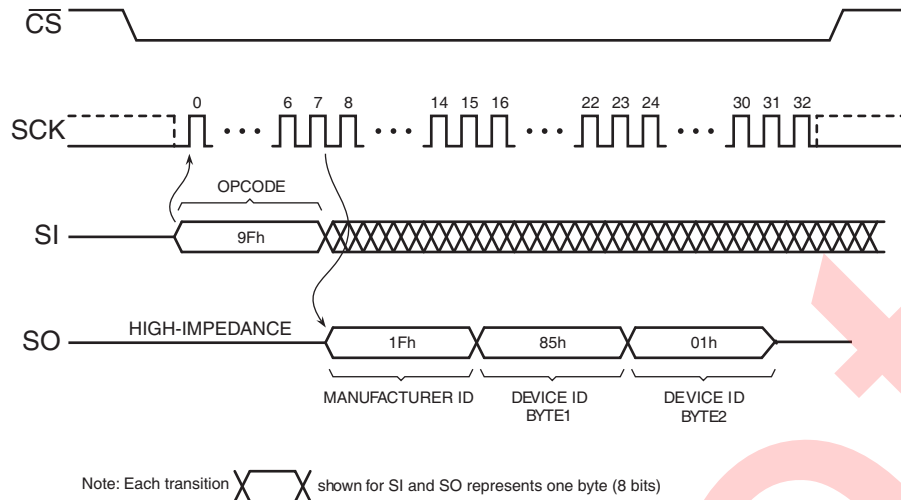 CS
0 6 7 8 14 15 16 22 23 24 30 31 32
SCK
OPCODE
SI
9Fh
HIGH-IMPEDANCE
SO
1Fh 85h 01h
MANUFACTURER ID DEVICE ID DEVICE ID
BYTE1 BYTE2
Note: Each transition shown for SI and SO represents one byte (8 bits)